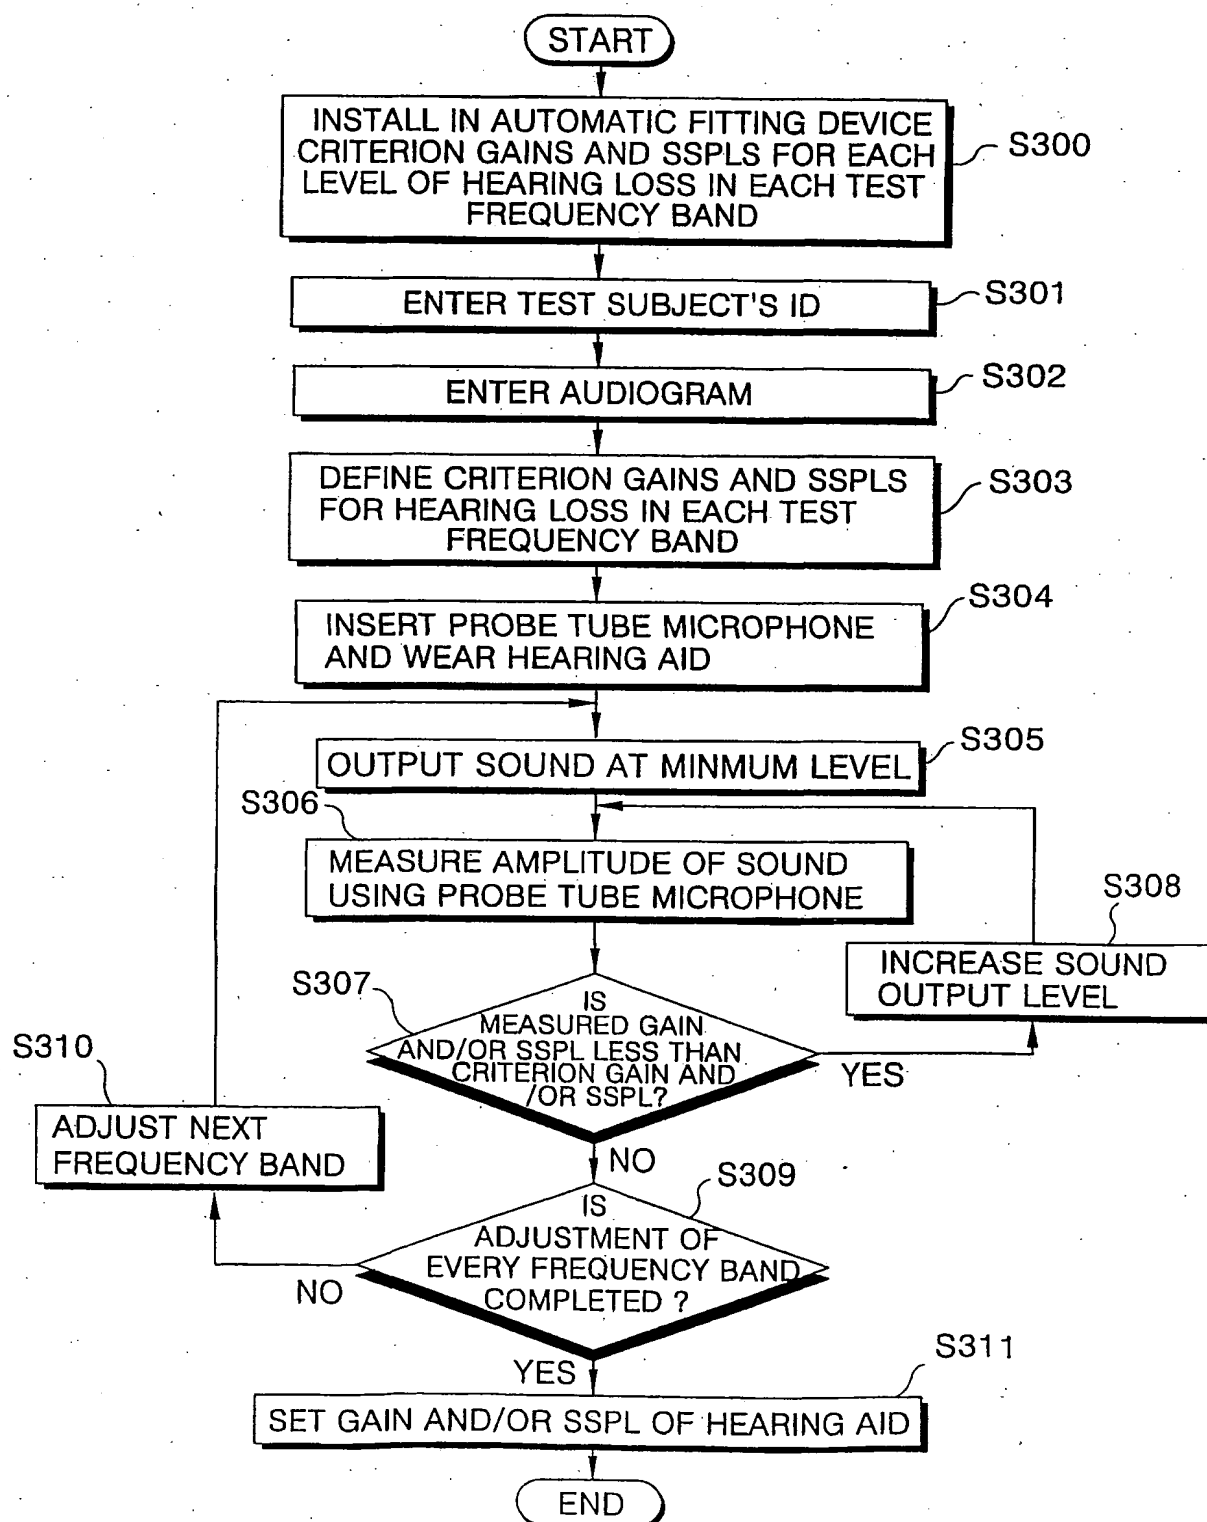 START
INSTALL IN AUTOMATIC FITTING DEVICE
CRITERION GAINS AND SSPLS FOR EACH
LEVEL OF HEARING LOSS IN EACH TEST
FREQUENCY BAND
S300
ENTER TEST SUBJECT'S ID
S301
ENTER AUDIOGRAM
S302
DEFINE CRITERION GAINS AND SSPLS
FOR HEARING LOSS IN EACH TEST
FREQUENCY BAND
S303
INSERT PROBE TUBE MICROPHONE
AND WEAR HEARING AID
S304
OUTPUT SOUND AT MINMUM LEVEL
S305
S306
MEASURE AMPLITUDE OF SOUND
USING PROBE TUBE MICROPHONE
S308
INCREASE SOUND
OUTPUT LEVEL
S307
IS
MEASURED GAIN
AND/OR SSPL LESS THAN
CRITERION GAIN AND
/OR SSPL?
YES
NO
S310
ADJUST NEXT
FREQUENCY BAND
S309
IS
ADJUSTMENT OF
EVERY FREQUENCY BAND
COMPLETED ?
NO
YES
S311
SET GAIN AND/OR SSPL OF HEARING AID
END